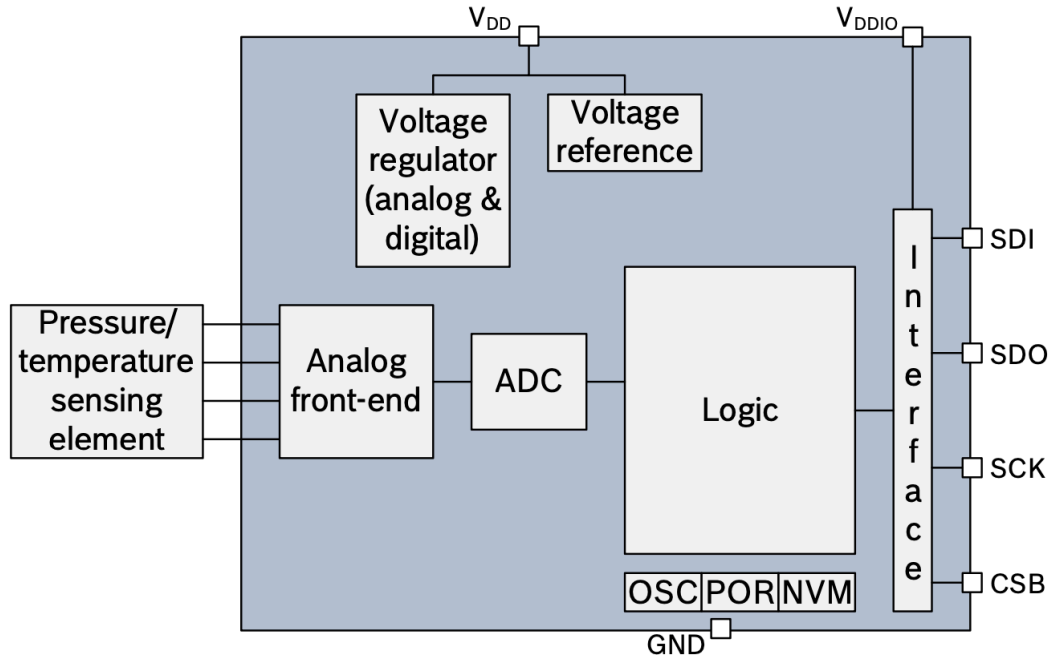 VDD
VDDIO
Voltage
regulator
(analog &
digital)
Voltage
reference
Pressure/
temperature
sensing
element
Analog
front-end
ADC
Logic
Interface
SDI
SDO
SCK
CSB
OSC POR NVM
GND